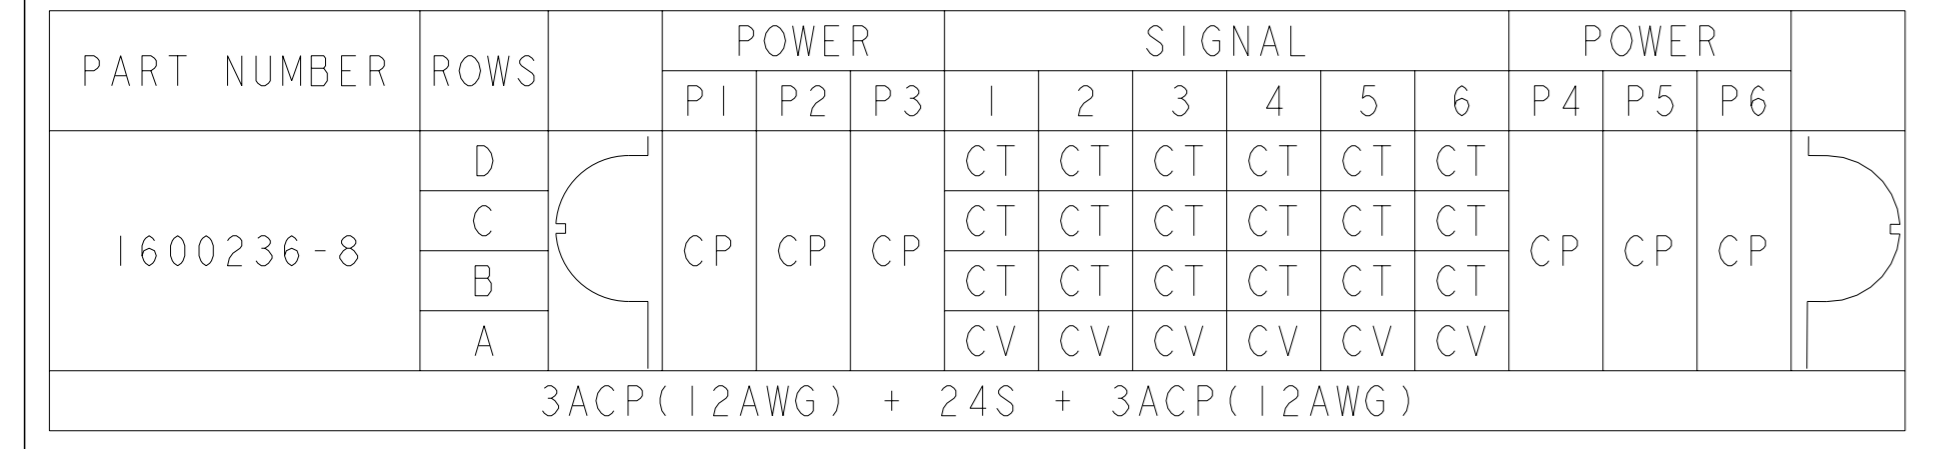 PART NUMBER ROWS POWER SIGNAL POWER
P1 P2 P3 1 2 3 4 5 6 P4 P5 P6
D CT CT CT CT CT CT
C CT CT CT CT CT CT
1600236-8 CP CP CP CP CP CP
B CT CT CT CT CT CT
A CV CV CV CV CV CV
3ACP(12AWG) + 24S + 3ACP(12AWG)